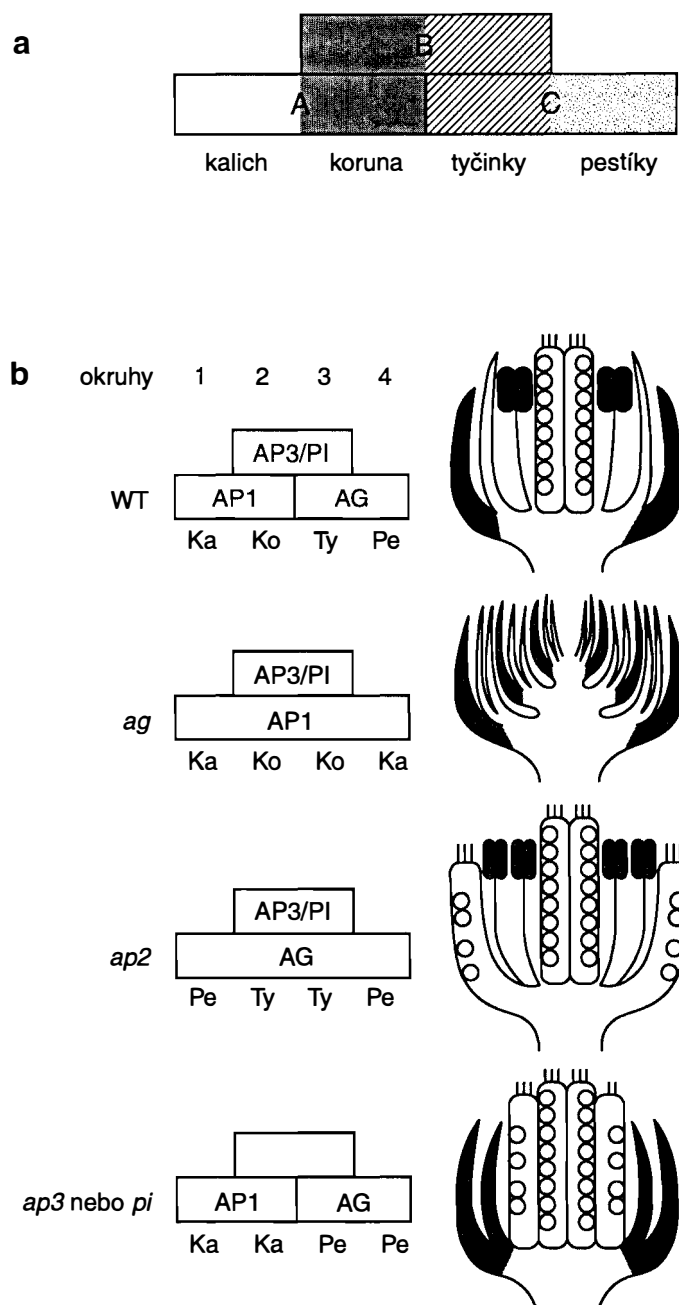 a
B
A
C
kalich koruna tyčinky pestíky
b
okruhy 1 2 3 4
AP3/PI
WT
AP1 AG
Ka Ko Ty Pe
AP3/PI
ag
AP1
Ka Ko Ko Ka
AP3/PI
ap2
AG
Pe Ty Ty Pe
ap3 nebo pi
AP1 AG
Ka Ka Pe Pe